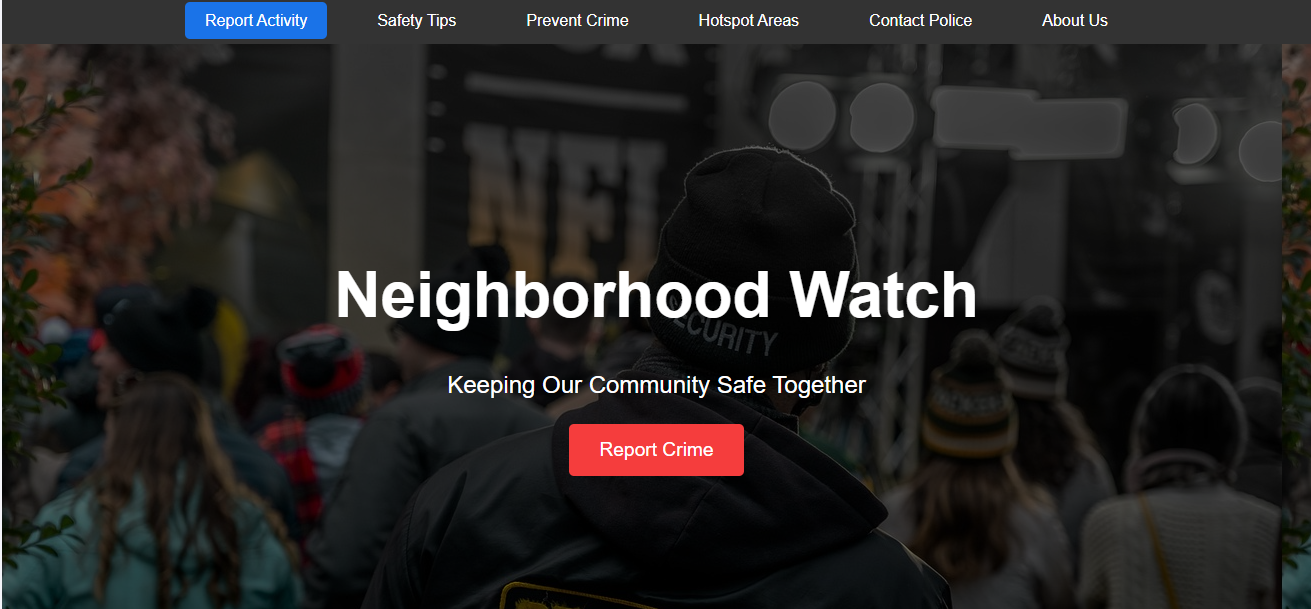 Report Activity
Safety Tips
Prevent Crime
Hotspot Areas
Contact Police
About Us
NFL
Neighborhood Watch
SECURITY
Keeping Our Community Safe Together
Report Crime